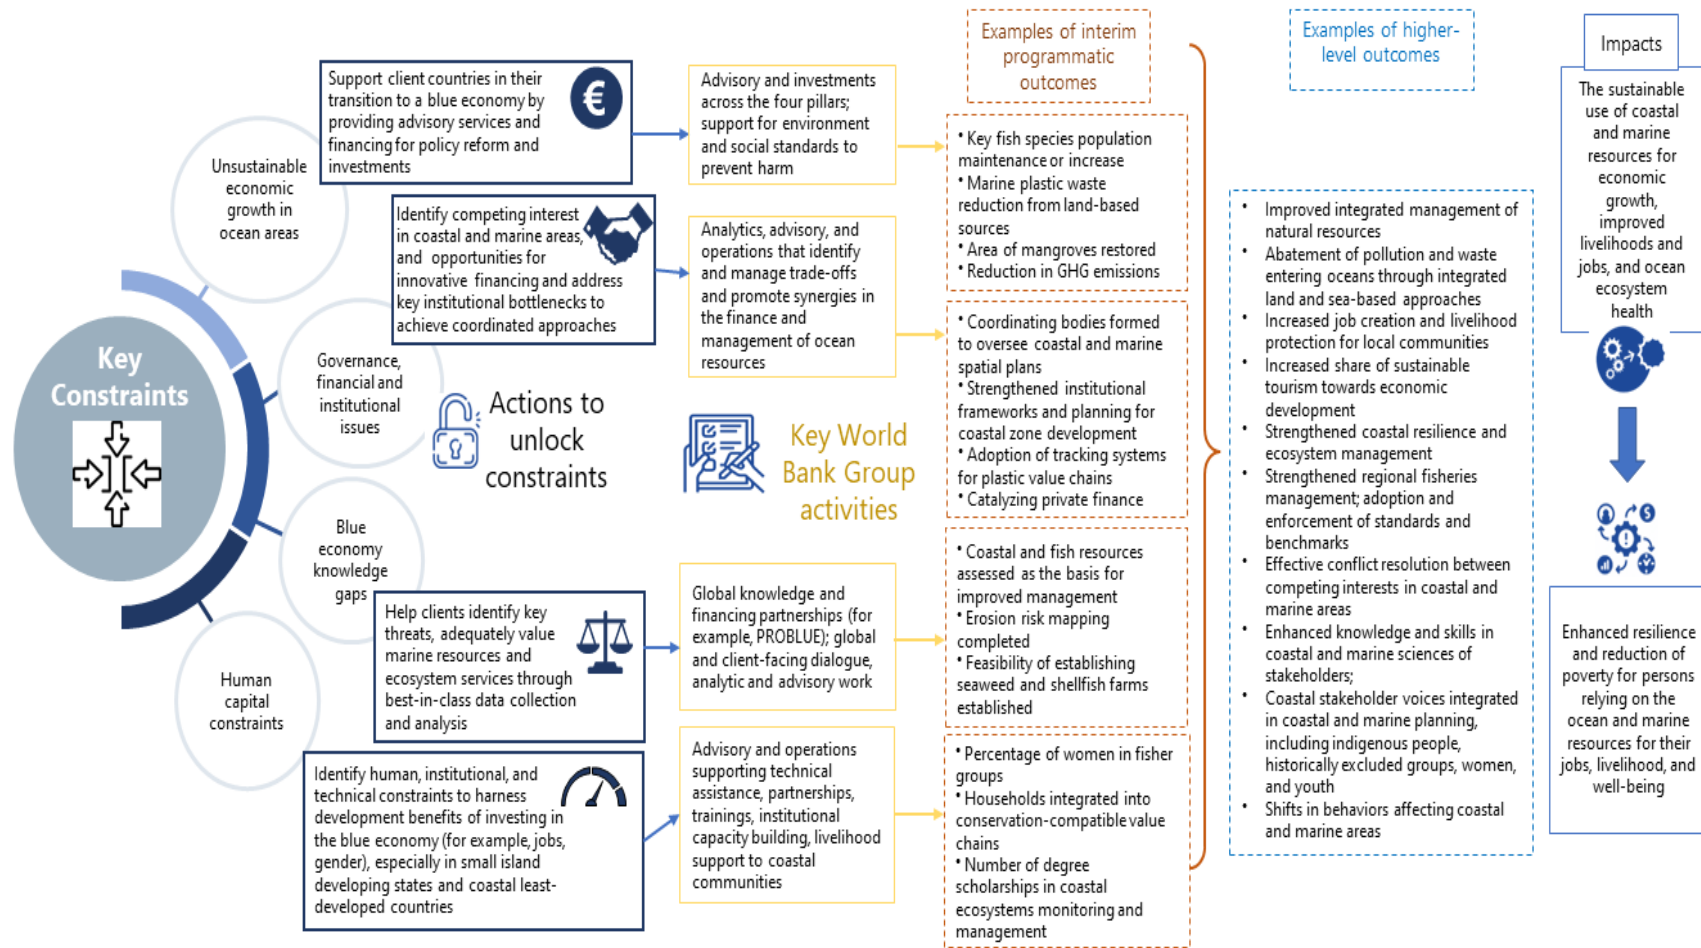 Key
Constraints
Unsustainable
economic
growth in
ocean areas
Governance,
financial and
institutional
issues
Blue
economy
knowledge
gaps
Human
capital
constraints
Support client countries in their
transition to a blue economy by
providing advisory services and
financing for policy reform and
investments
€
Identify competing interest
in coastal and marine areas,
and opportunities for
innovative financing and address
key institutional bottlenecks to
achieve coordinated approaches
Actions to
unlock
constraints
Help clients identify key
threats, adequately value
marine resources and
ecosystem services through
best-in-class data collection
and analysis
Identify human, institutional, and
technical constraints to harness
development benefits of investing in
the blue economy (for example, jobs,
gender), especially in small island
developing states and coastal least-
developed countries
Advisory and investments
across the four pillars;
support for environment
and social standards to
prevent harm
Analytics, advisory, and
operations that identify
and manage trade-offs
and promote synergies in
the finance and
management of ocean
resources
Key World
Bank Group
activities
Global knowledge and
financing partnerships (for
example, PROBLUE); global
and client-facing dialogue,
analytic and advisory work
Advisory and operations
supporting technical
assistance, partnerships,
trainings, institutional
capacity building, livelihood
support to coastal
communities
Examples of interim
programmatic
outcomes
• Key fish species population
maintenance or increase
• Marine plastic waste
reduction from land-based
sources
• Area of mangroves restored
• Reduction in GHG emissions
• Coordinating bodies formed
to oversee coastal and marine
spatial plans
• Strengthened institutional
frameworks and planning for
coastal zone development
• Adoption of tracking systems
for plastic value chains
• Catalyzing private finance
• Coastal and fish resources
assessed as the basis for
improved management
• Erosion risk mapping
completed
• Feasibility of establishing
seaweed and shellfish farms
established
• Percentage of women in fisher
groups
• Households integrated into
conservation-compatible value
chains
• Number of degree
scholarships in coastal
ecosystems monitoring and
management
Examples of higher-
level outcomes
• Improved integrated management of
natural resources
• Abatement of pollution and waste
entering oceans through integrated
land and sea-based approaches
• Increased job creation and livelihood
protection for local communities
• Increased share of sustainable
tourism towards economic
development
• Strengthened coastal resilience and
ecosystem management
• Strengthened regional fisheries
management; adoption and
enforcement of standards and
benchmarks
• Effective conflict resolution between
competing interests in coastal and
marine areas
• Enhanced knowledge and skills in
coastal and marine sciences of
stakeholders;
• Coastal stakeholder voices integrated
in coastal and marine planning,
including indigenous people,
historically excluded groups, women,
and youth
• Shifts in behaviors affecting coastal
and marine areas
Impacts
The sustainable
use of coastal
and marine
resources for
economic
growth,
improved
livelihoods and
jobs, and ocean
ecosystem
health
$
!
Enhanced resilience
and reduction of
poverty for persons
relying on the
ocean and marine
resources for their
jobs, livelihood, and
well-being